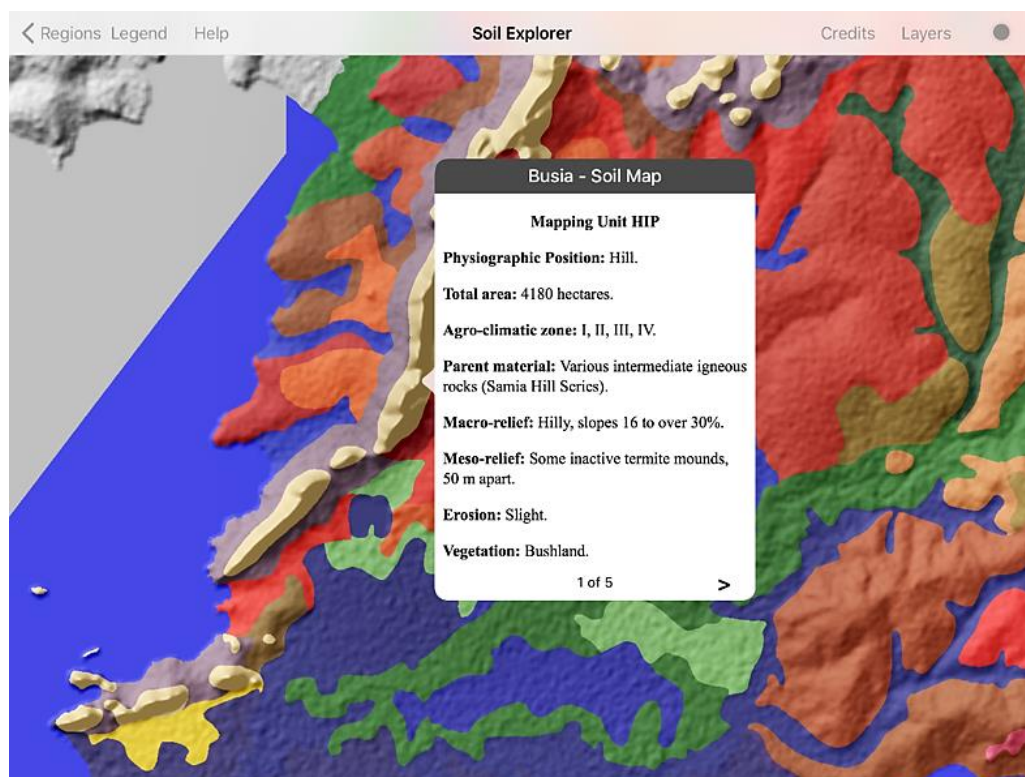 Regions Legend Help Soil Explorer Credits Layers
Busia - Soil Map
Mapping Unit HIP
Physiographic Position: Hill.
Total area: 4180 hectares.
Agro-climatic zone: I, II, III, IV.
Parent material: Various intermediate igneous
rocks (Samia Hill Series).
Macro-relief: Hilly, slopes 16 to over 30%.
Meso-relief: Some inactive termite mounds,
50 m apart.
Erosion: Slight.
Vegetation: Bushland.
1 of 5 >